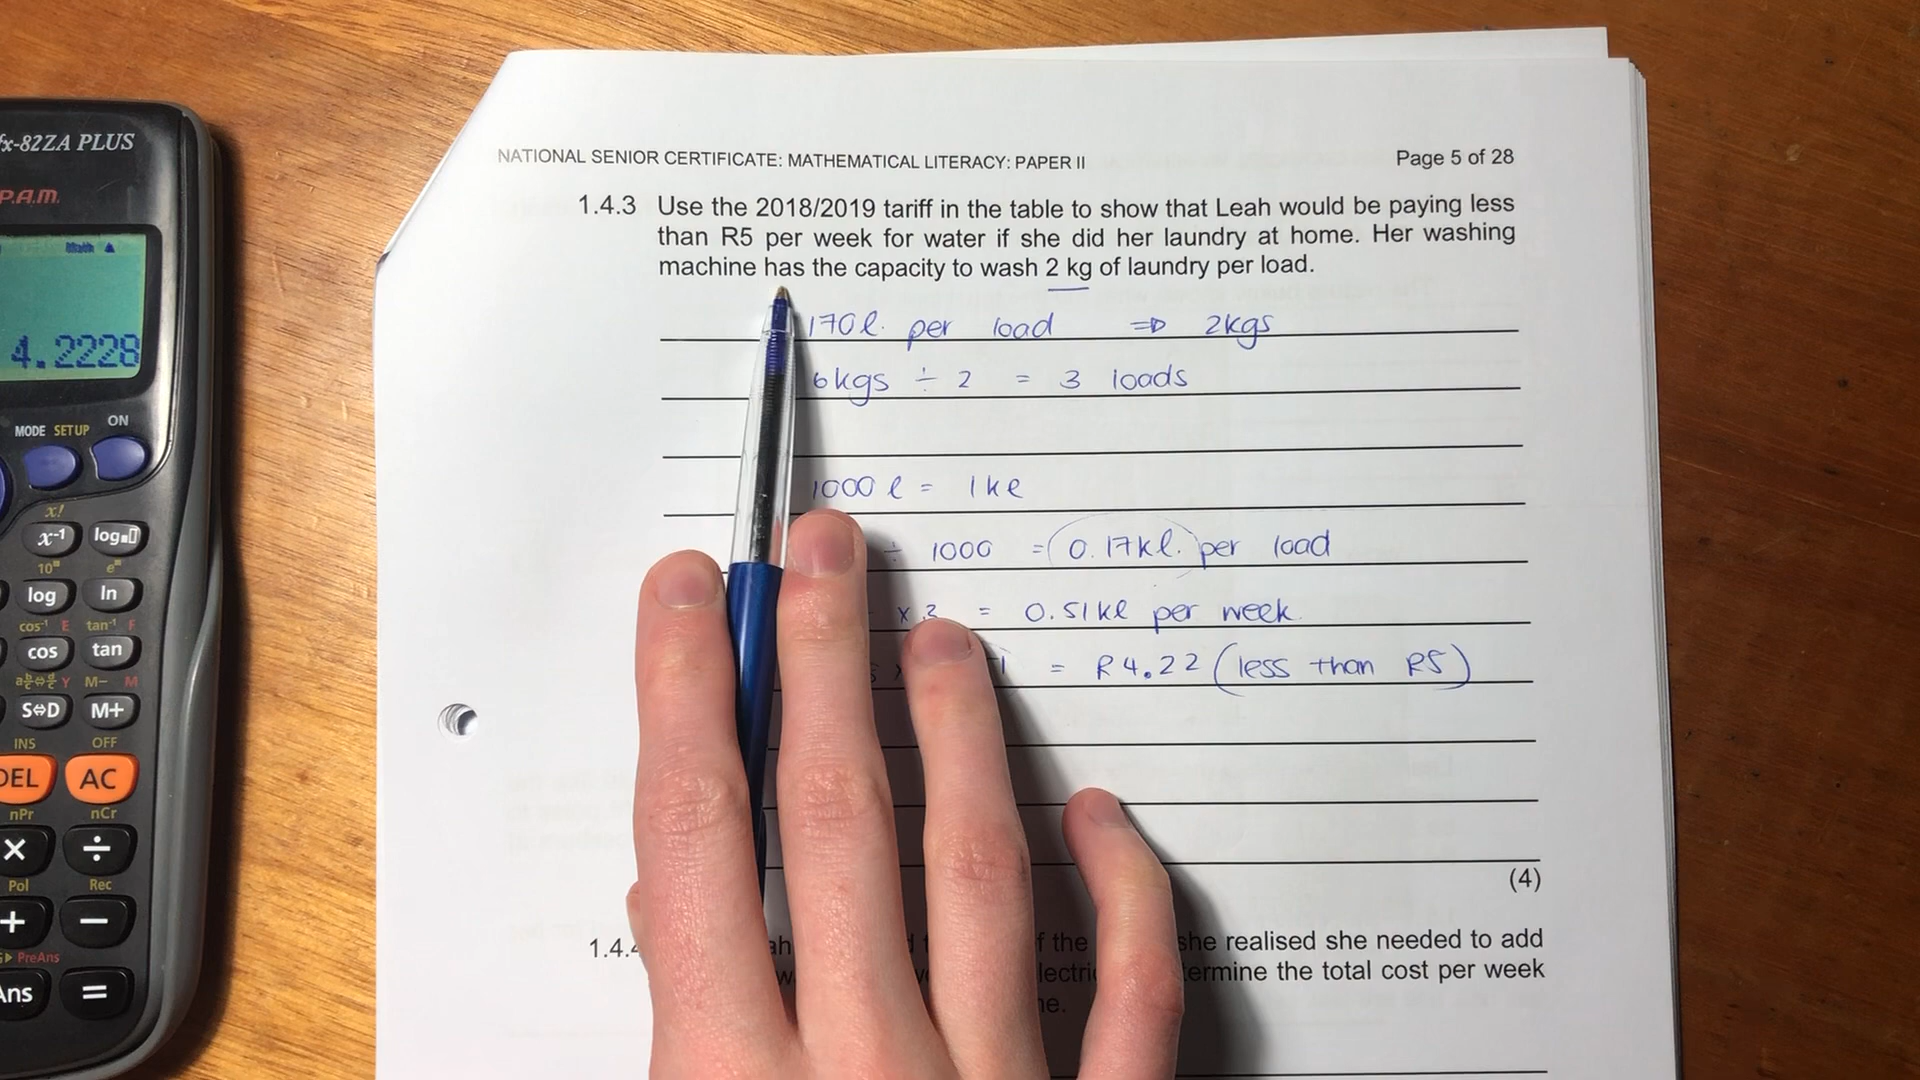 fx-82ZA PLUS
V.P.A.M.
Math ▲
4.2228
MODE SETUP ON
x!
x⁻¹ log
10 e
log ln
cos⁻¹ E tan⁻¹ F
cos tan
M− M
S⇔D M+
INS OFF
DEL AC
nPr nCr
× ÷
Pol Rec
+ −
PreAns
Ans =
NATIONAL SENIOR CERTIFICATE: MATHEMATICAL LITERACY: PAPER II Page 5 of 28
1.4.3 Use the 2018/2019 tariff in the table to show that Leah would be paying less
than R5 per week for water if she did her laundry at home. Her washing
machine has the capacity to wash 2 kg of laundry per load.
170l. per load ⇒ 2kgs
6kgs ÷ 2 = 3 loads
1000 l = 1kl
÷ 1000 = 0.17kl. per load
× 3 = 0.51kl per week.
= R4.22 (less than R5)
(4)
1.4.4 of the she realised she needed to add
the total cost per week